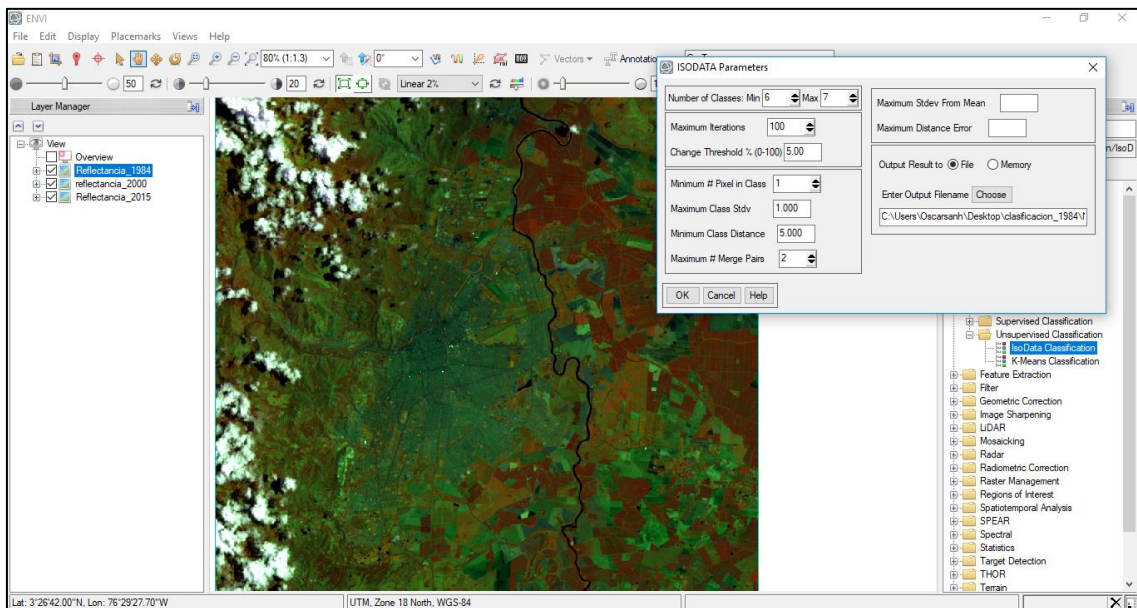 ENVI
File Edit Display Placemarks Views Help
80% (1:1.3) 0° Vectors Annotatio
50 20 Linear 2%
Layer Manager
View
Overview
Reflectancia_1984
reflectancia_2000
Reflectancia_2015
ISODATA Parameters
Number of Classes: Min 6 Max 7
Maximum Iterations 100
Change Threshold % (0-100) 5.00
Minimum # Pixel in Class 1
Maximum Class Stdv 1.000
Minimum Class Distance 5.000
Maximum # Merge Pairs 2
Maximum Stdev From Mean
Maximum Distance Error
Output Result to File Memory
Enter Output Filename Choose
C:\Users\Oscarsanh\Desktop\clasificacion_1984\
OK Cancel Help
n/IsoD
Supervised Classification
Unsupervised Classification
IsoData Classification
K-Means Classification
Feature Extraction
Filter
Geometric Correction
Image Sharpening
LiDAR
Mosaicking
Radar
Radiometric Correction
Raster Management
Regions of Interest
Spatiotemporal Analysis
SPEAR
Spectral
Statistics
Target Detection
THOR
Terrain
Lat: 3°26'42.00"N, Lon: 76°29'27.70"W
UTM, Zone 18 North, WGS-84